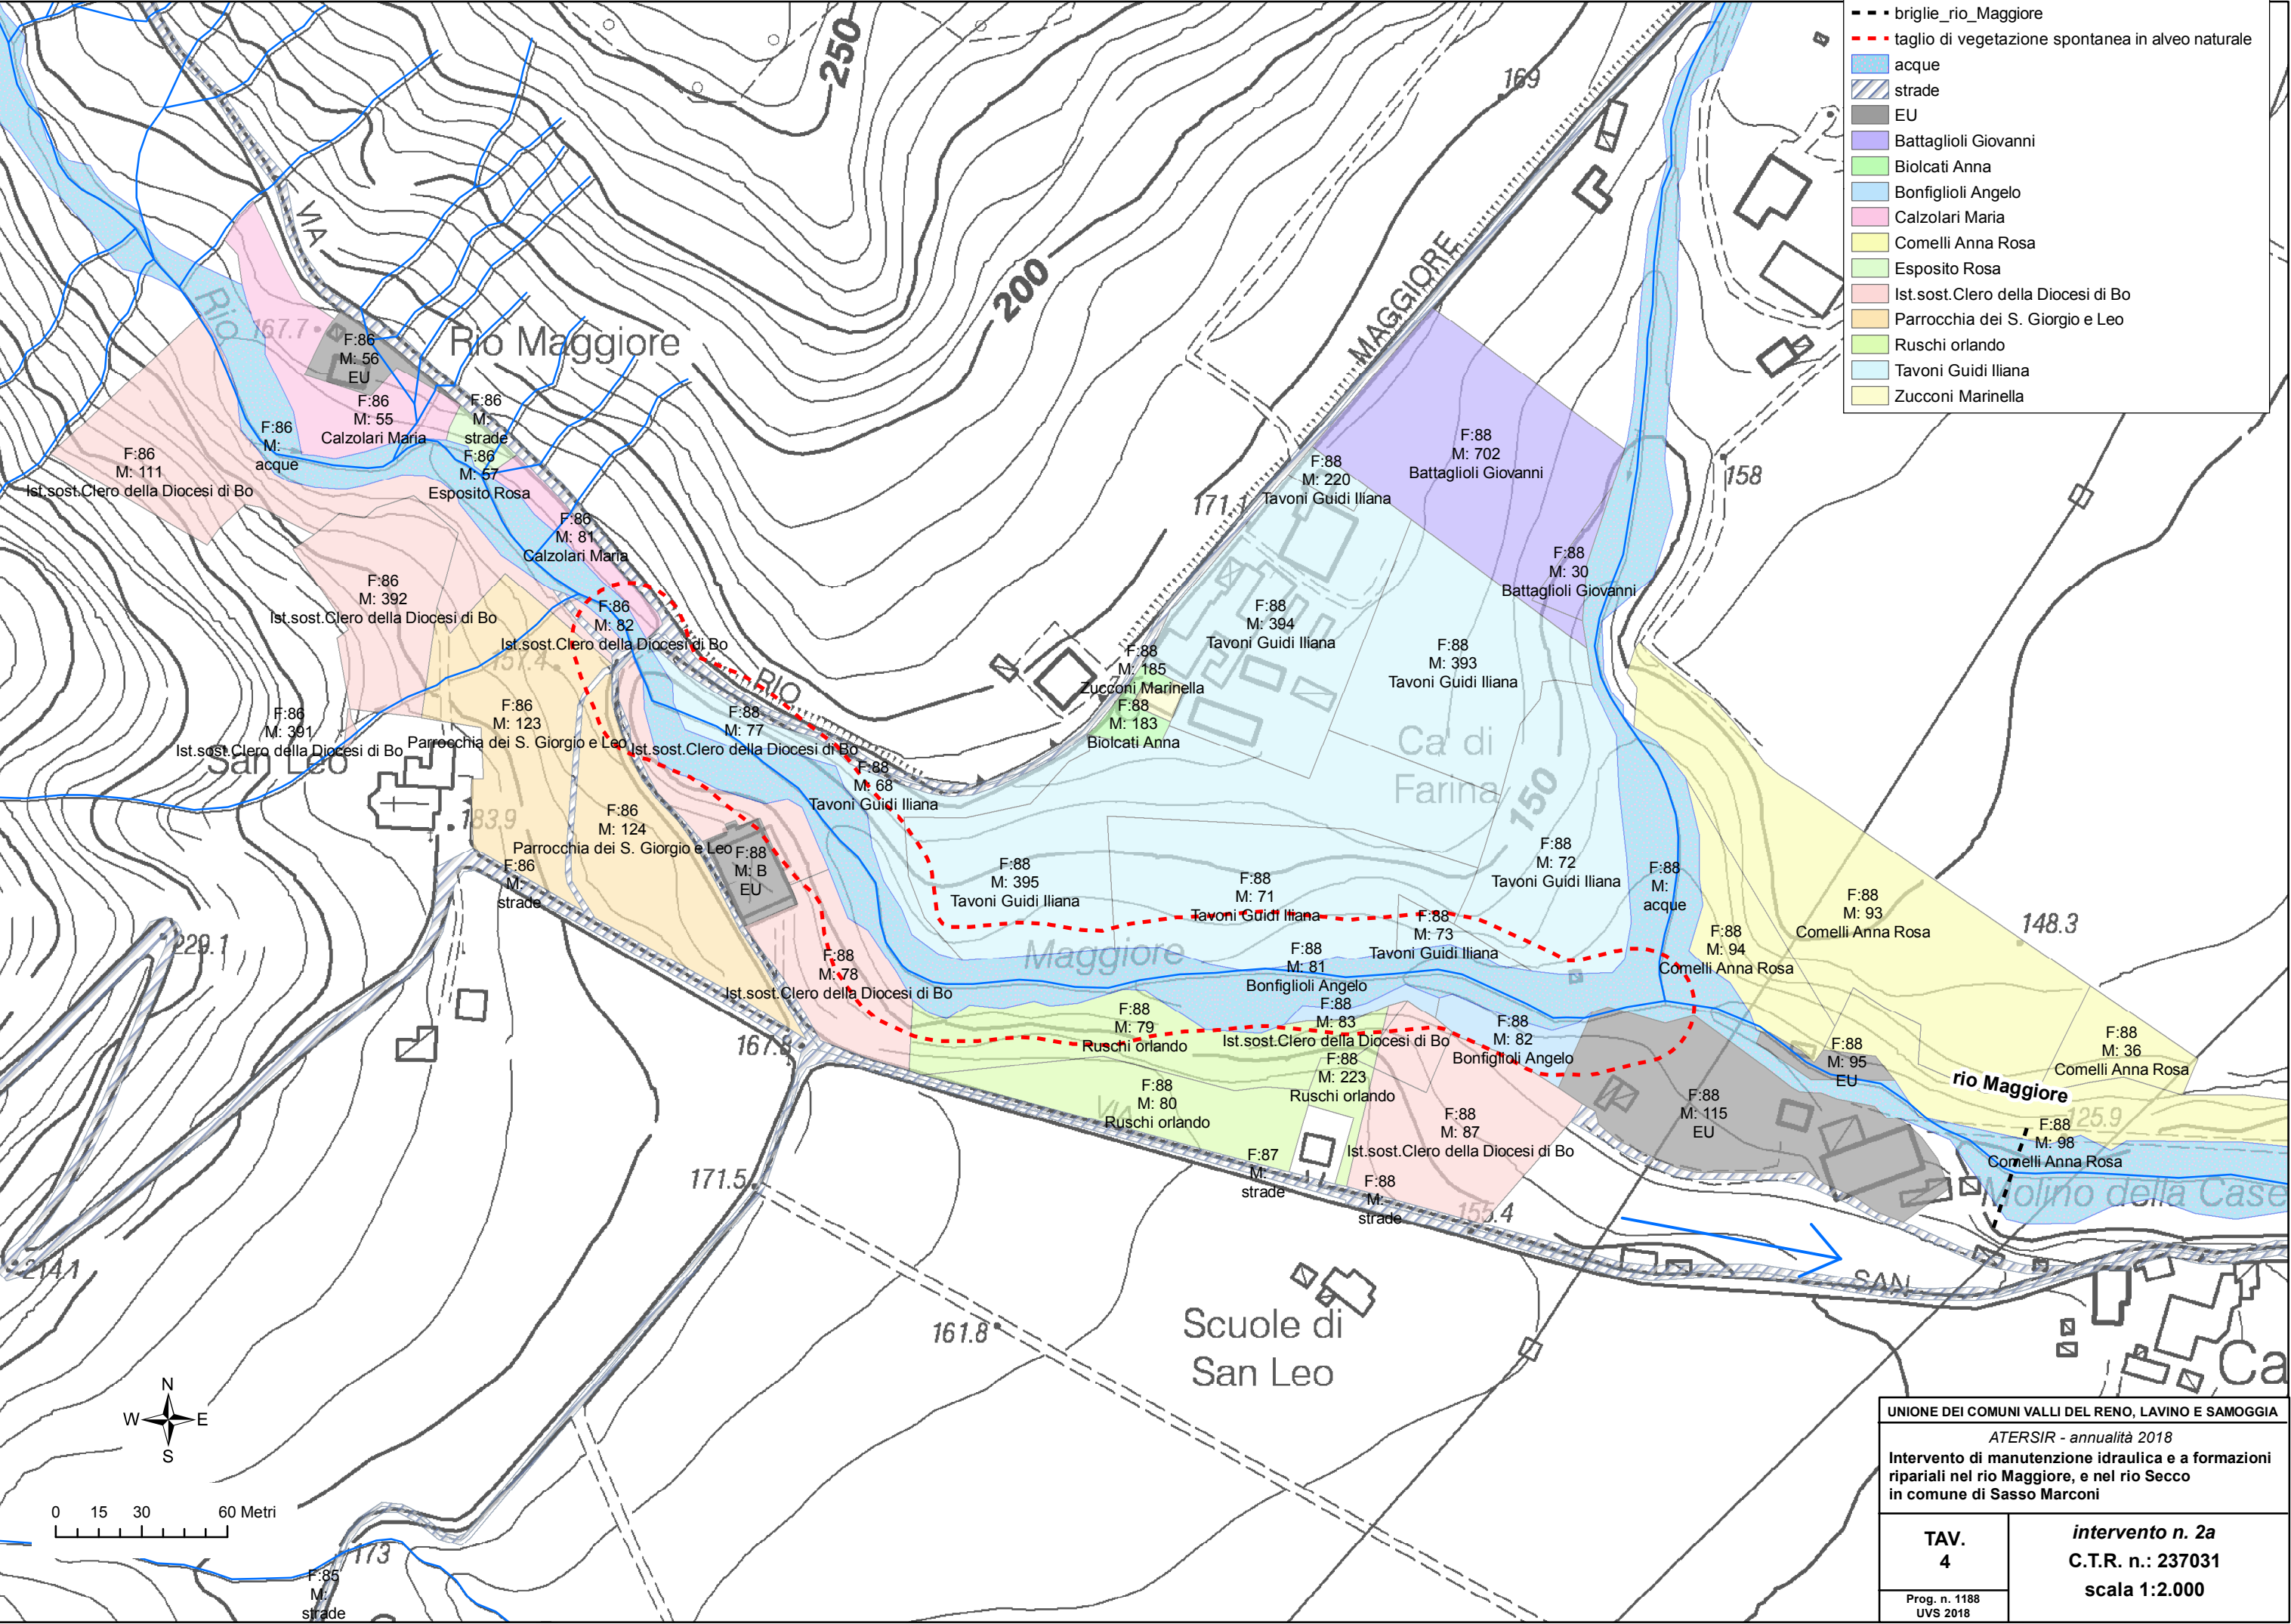 briglie_rio_Maggiore
taglio di vegetazione spontanea in alveo naturale
acque
strade
EU
Battaglioli Giovanni
Biolcati Anna
Bonfiglioli Angelo
Calzolari Maria
Comelli Anna Rosa
Esposito Rosa
Ist.sost.Clero della Diocesi di Bo
Parrocchia dei S. Giorgio e Leo
Ruschi orlando
Tavoni Guidi Iliana
Zucconi Marinella
250
169
VIA
MAGGIORE
200
Rio
167.7
Rio Maggiore
F:86
M: 56
EU
F:86
M: 55
Calzolari Maria
F:86
M:
strade
F:86
M:
acque
F:86
M: 111
Ist.sost.Clero della Diocesi di Bo
F:86
M: 57
Esposito Rosa
F:86
M: 81
Calzolari Maria
F:88
M: 702
Battaglioli Giovanni
F:88
M: 220
Tavoni Guidi Iliana
171.1
158
F:88
M: 30
Battaglioli Giovanni
F:86
M: 392
Ist.sost.Clero della Diocesi di Bo
F:86
M: 82
Ist.sost.Clero della Diocesi di Bo
157.4
RIO
F:88
M: 394
Tavoni Guidi Iliana
F:88
M: 393
Tavoni Guidi Iliana
F:88
M: 185
Zucconi Marinella
F:88
M: 183
Biolcati Anna
F:86
M: 391
Ist.sost.Clero della Diocesi di Bo
San Leo
F:86
M: 123
Parrocchia dei S. Giorgio e Leo
F:88
M: 77
Ist.sost.Clero della Diocesi di Bo
F:88
M: 68
Tavoni Guidi Iliana
Ca' di
Farina
150
183.9
F:86
M: 124
Parrocchia dei S. Giorgio e Leo
F:86
M:
strade
F:88
M: B
EU
F:88
M: 395
Tavoni Guidi Iliana
F:88
M: 71
Tavoni Guidi Iliana
F:88
M: 72
Tavoni Guidi Iliana
F:88
M:
acque
F:88
M: 93
Comelli Anna Rosa
148.3
229.1
F:88
M: 73
Tavoni Guidi Iliana
F:88
M: 94
Comelli Anna Rosa
Maggiore
F:88
M: 78
Ist.sost.Clero della Diocesi di Bo
F:88
M: 81
Bonfiglioli Angelo
F:88
M: 79
Ruschi orlando
F:88
M: 83
Ist.sost.Clero della Diocesi di Bo
F:88
M: 82
Bonfiglioli Angelo
167.8
F:88
M: 95
EU
F:88
M: 36
Comelli Anna Rosa
rio Maggiore
F:88
M: 80
Ruschi orlando
VIA
F:88
M: 223
Ruschi orlando
F:88
M: 87
Ist.sost.Clero della Diocesi di Bo
F:88
M: 115
EU
125.9
F:88
M: 98
Comelli Anna Rosa
Molino della Case
171.5
F:87
M:
strade
F:88
M:
strade
155.4
214.1
SAN
161.8
Scuole di
San Leo
Ca
N
W E
S
0 15 30 60 Metri
173
F:85
M:
strade
UNIONE DEI COMUNI VALLI DEL RENO, LAVINO E SAMOGGIA
ATERSIR - annualità 2018
Intervento di manutenzione idraulica e a formazioni
ripariali nel rio Maggiore, e nel rio Secco
in comune di Sasso Marconi
TAV.
4
Prog. n. 1188
UVS 2018
intervento n. 2a
C.T.R. n.: 237031
scala 1:2.000